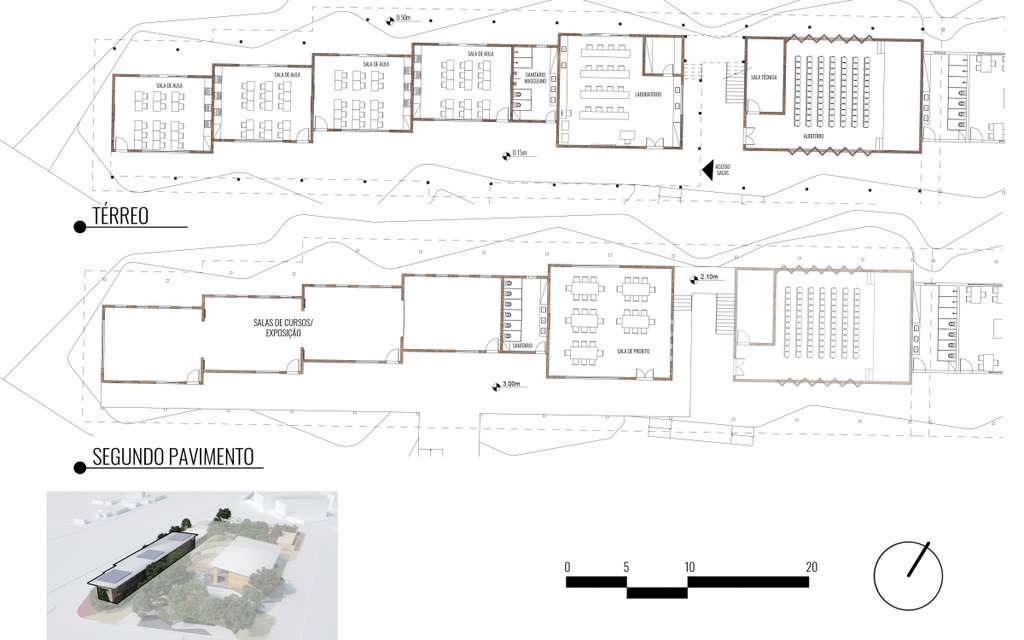 0.50m
SALA DE AULA
SALA DE AULA
SALA DE AULA
SALA DE AULA
SANITÁRIO
MASCULINO
LABORATÓRIO
SALA TÉCNICA
AUDITÓRIO
0.15m
ACESSO
SALAS
TÉRREO
2.10m
SALAS DE CURSOS/
EXPOSIÇÃO
SANITÁRIO
SALA DE PROJETO
3.00m
SEGUNDO PAVIMENTO
0 5 10 20